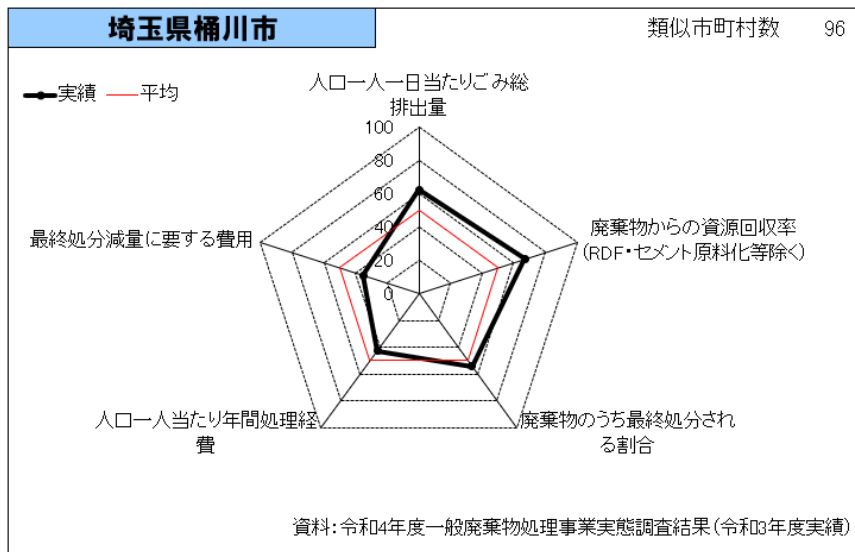 埼玉県桶川市
類似市町村数 96
実績 平均
人口一人一日当たりごみ総
排出量
100
80
60
40
20
0
廃棄物からの資源回収率
(RDF・セメント原料化等除く)
最終処分減量に要する費用
人口一人当たり年間処理経
費
廃棄物のうち最終処分され
る割合
資料:令和4年度一般廃棄物処理事業実態調査結果(令和3年度実績)